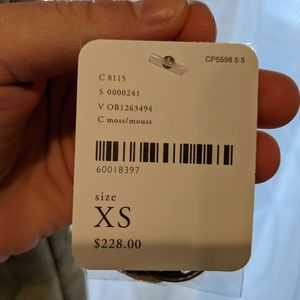 CP5598 5 5
C 8115
S 0000241
V OB1263494
C moss/mouss
60018397
size
XS
$228.00